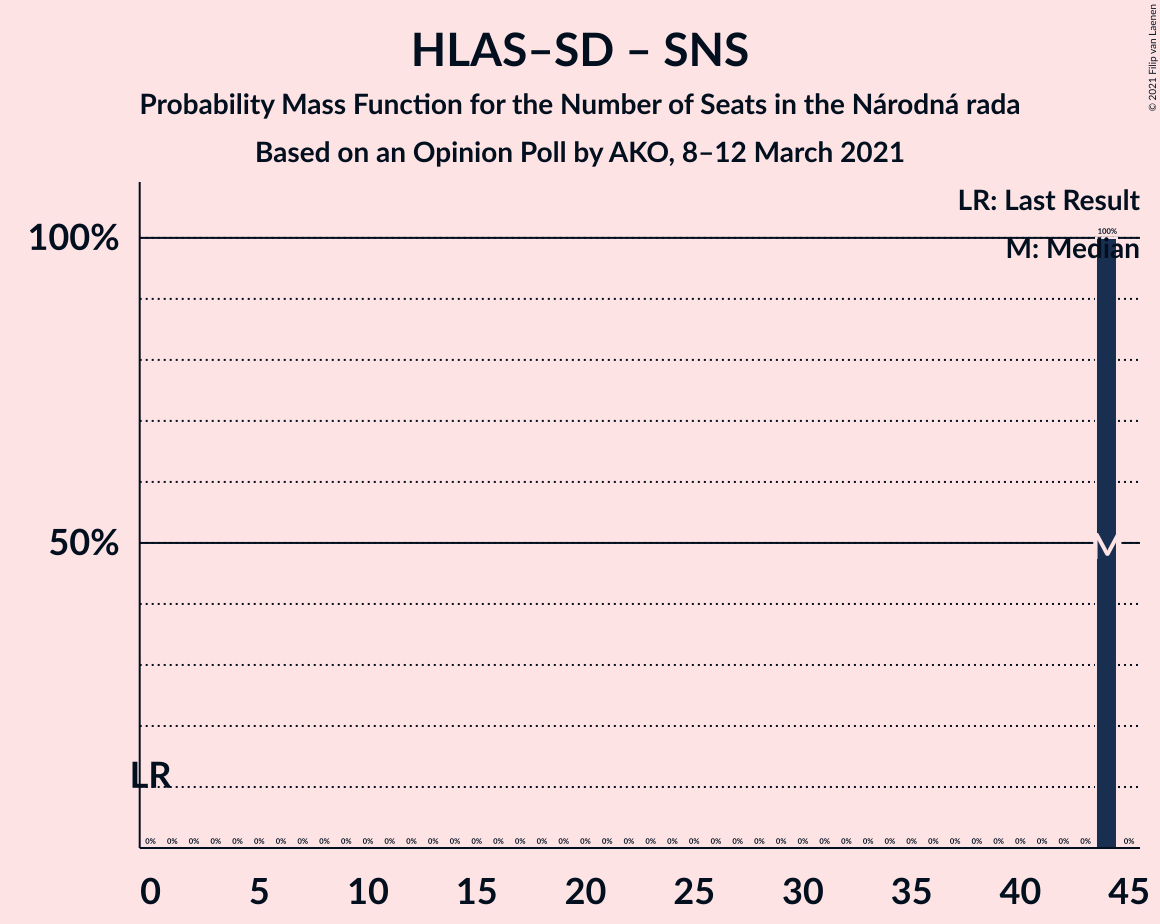 HLAS–SD – SNS
Probability Mass Function for the Number of Seats in the Národná rada
Based on an Opinion Poll by AKO, 8–12 March 2021
© 2021 Filip van Laenen
LR: Last Result
M: Median
100%
100%
50%
M
LR
0% 0% 0% 0% 0% 0% 0% 0% 0% 0% 0% 0% 0% 0% 0% 0% 0% 0% 0% 0% 0% 0% 0% 0% 0% 0% 0% 0% 0% 0% 0% 0% 0% 0% 0% 0% 0% 0% 0% 0% 0% 0% 0% 0% 0%
0 5 10 15 20 25 30 35 40 45